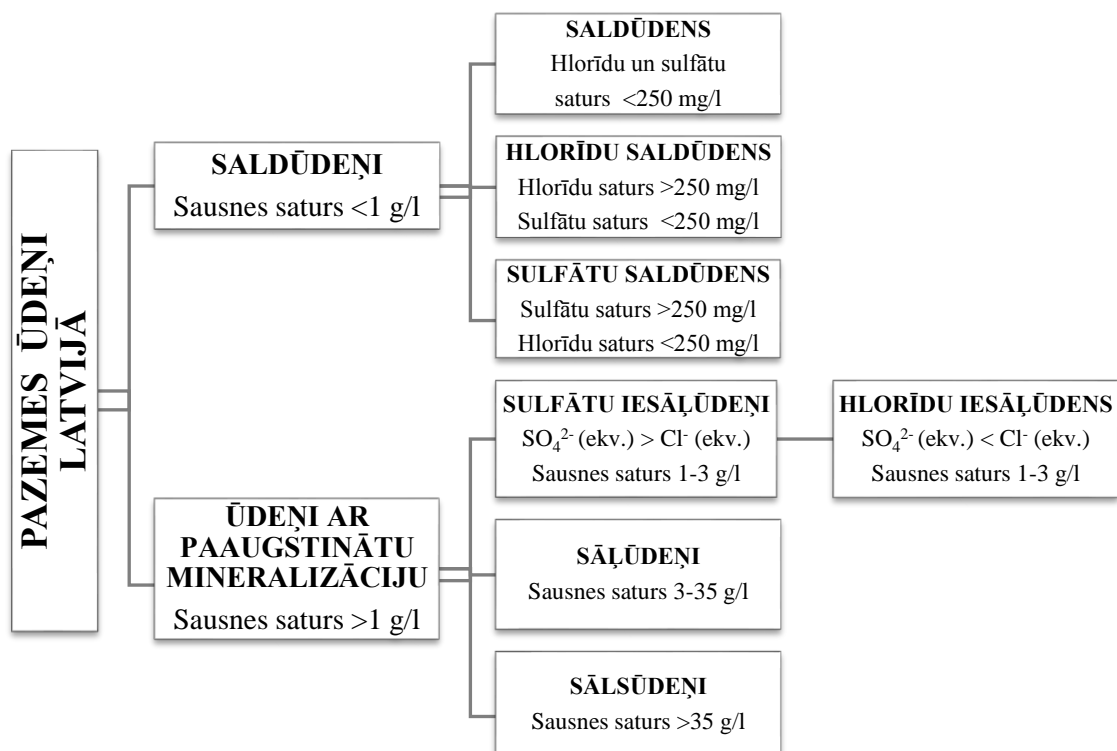 PAZEMES ŪDEŅI
LATVIJĀ
SALDŪDEŅI
Sausnes saturs <1 g/l
SALDŪDENS
Hlorīdu un sulfātu
saturs <250 mg/l
HLORĪDU SALDŪDENS
Hlorīdu saturs >250 mg/l
Sulfātu saturs <250 mg/l
SULFĀTU SALDŪDENS
Sulfātu saturs >250 mg/l
Hlorīdu saturs <250 mg/l
ŪDEŅI AR
PAAUGSTINĀTU
MINERALIZĀCIJU
Sausnes saturs >1 g/l
SULFĀTU IESĀĻŪDEŅI
SO₄²⁻ (ekv.) > Cl⁻ (ekv.)
Sausnes saturs 1-3 g/l
HLORĪDU IESĀĻŪDENS
SO₄²⁻ (ekv.) < Cl⁻ (ekv.)
Sausnes saturs 1-3 g/l
SĀĻŪDEŅI
Sausnes saturs 3-35 g/l
SĀLSŪDEŅI
Sausnes saturs >35 g/l